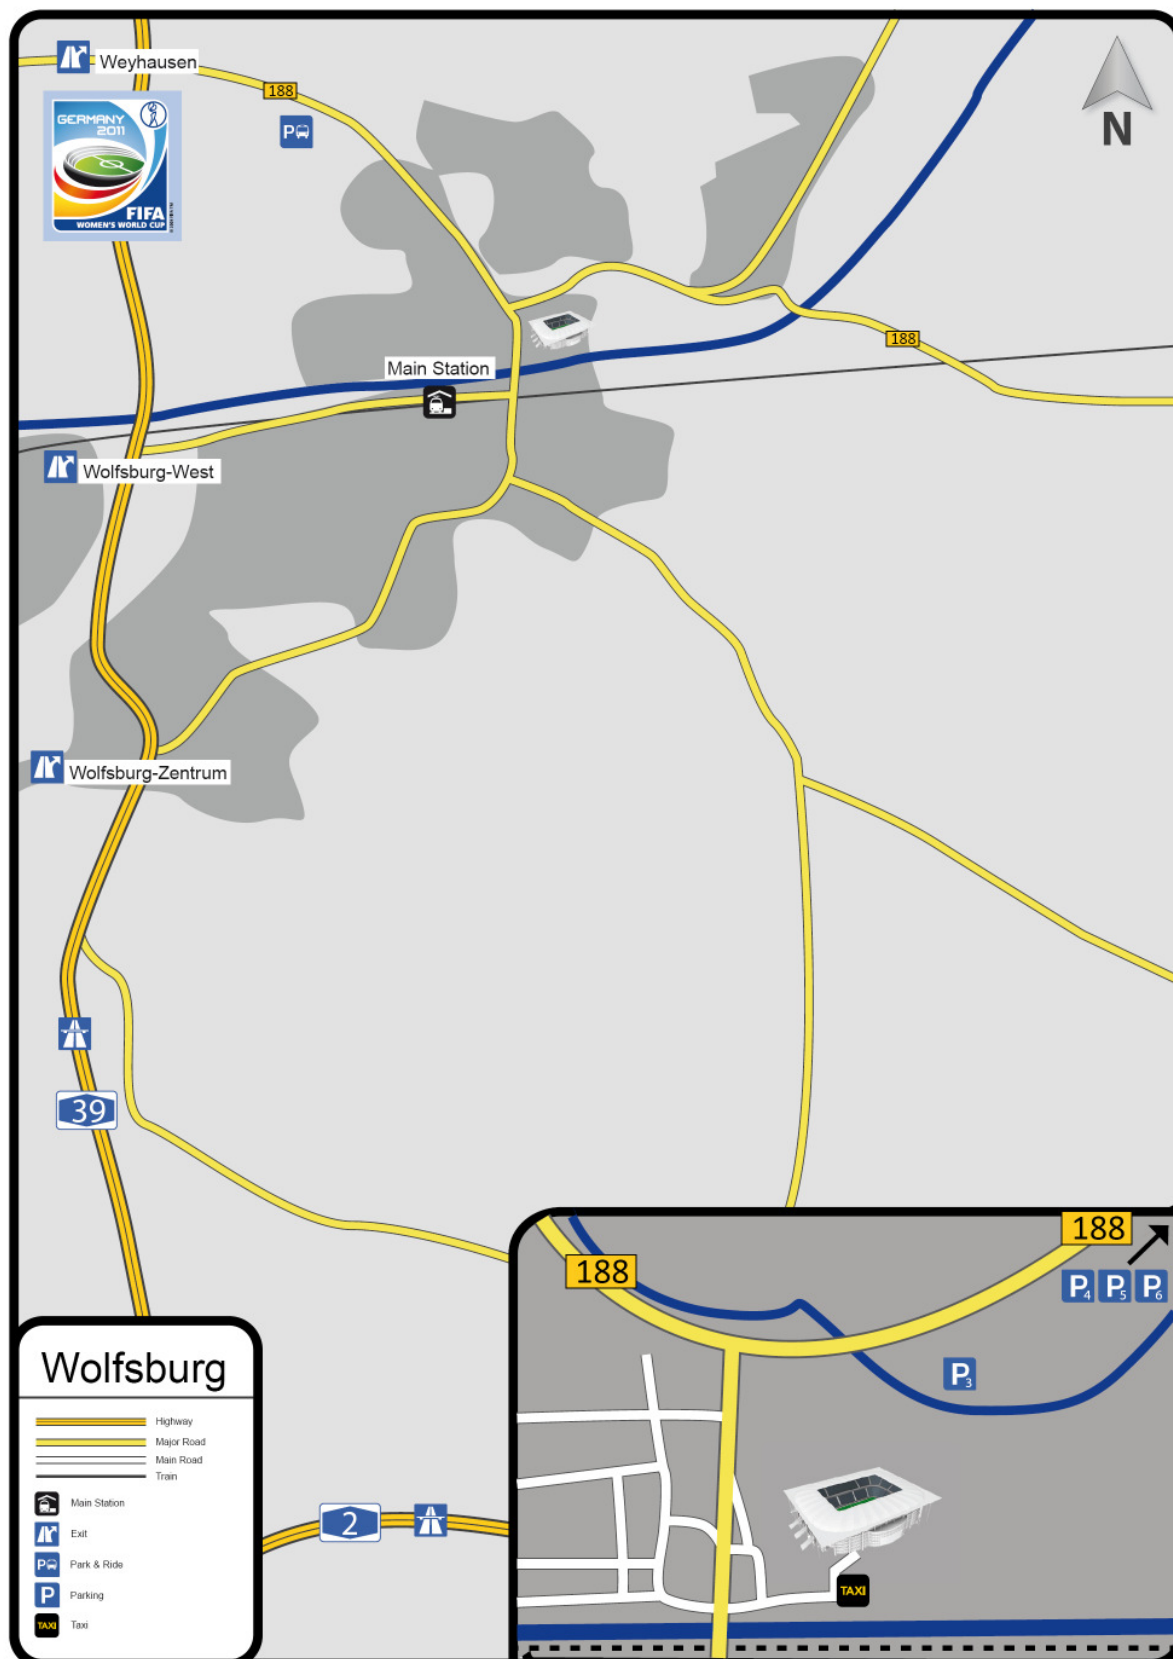 Weyhausen
188
GERMANY
2011
FIFA
WOMEN'S WORLD CUP
P
N
188
Main Station
Wolfsburg-West
Wolfsburg-Zentrum
39
2
Wolfsburg
Highway
Major Road
Main Road
Train
Main Station
Exit
P Park & Ride
P Parking
TAXI Taxi
188
188
P4 P5 P6
P3
TAXI